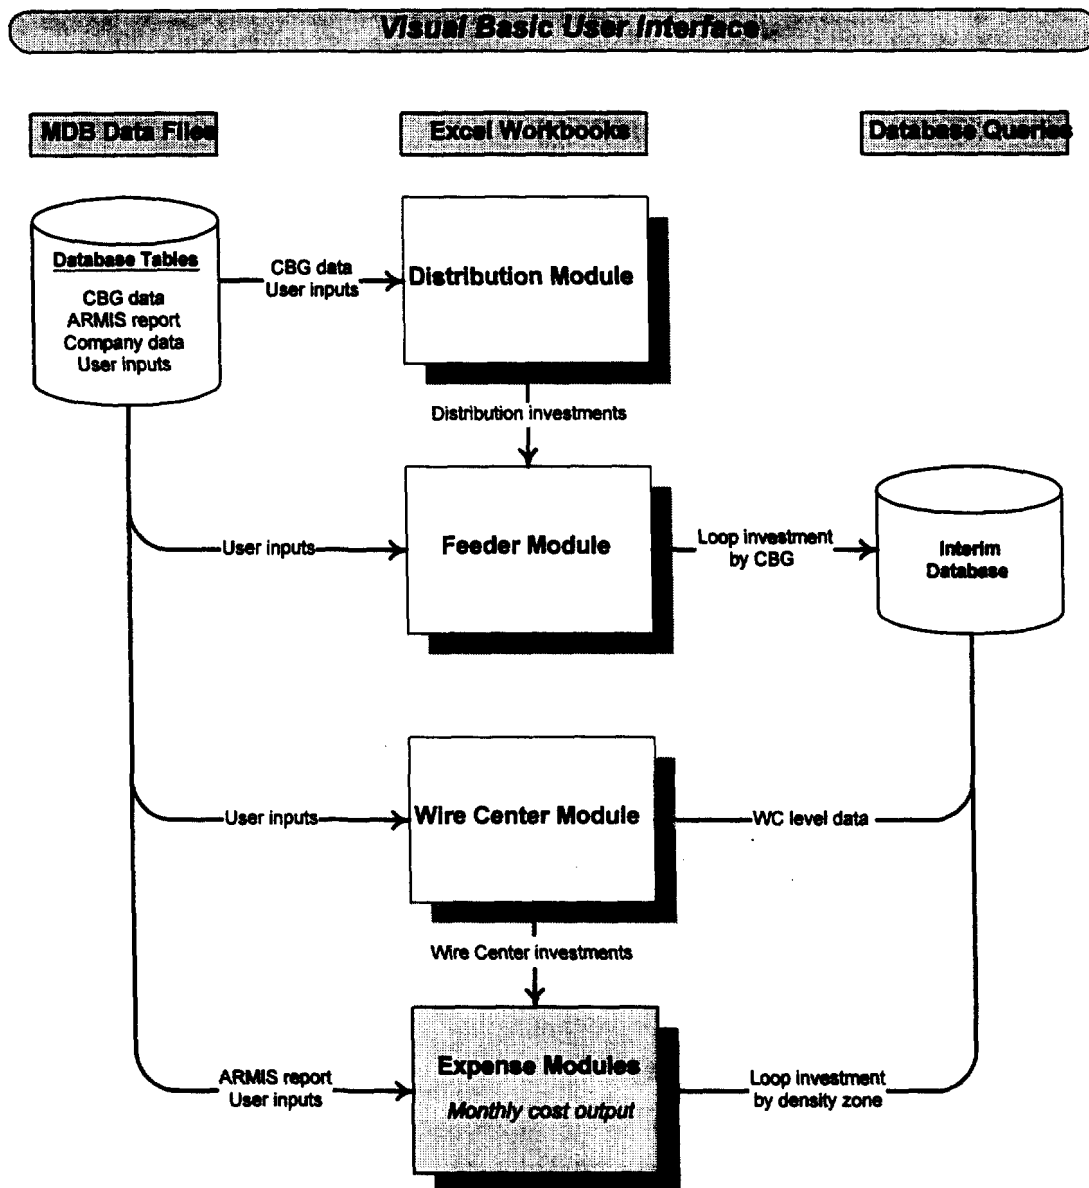 Visual Basic User Interface
MDB Data Files
Excel Workbooks
Database Queries
Database Tables
CBG data
ARMIS report
Company data
User inputs
CBG data
User inputs
Distribution Module
Distribution investments
User inputs
Feeder Module
Loop investment
by CBG
Interim
Database
User inputs
Wire Center Module
WC level data
Wire Center investments
ARMIS report
User inputs
Expense Modules
Monthly cost output
Loop investment
by density zone